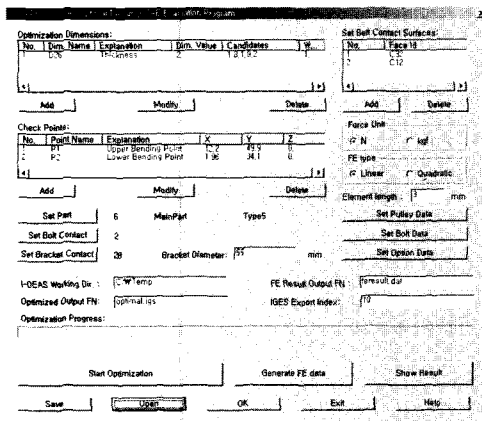 Program
Optimization Dimensions:
No. Dim. Name Explanation Dim. Value Candidates W...
1 Thickness 2
Add Modify Delete
Set Belt Contact Surfaces:
No. Face Id
2 C12
Add Delete
Check Points:
No. Point Name Explanation X Y Z
1 P1 Upper Bending Point 49.9 0.
2 P2 Lower Bending Point 1.96 34.1 0.
Add Modify Delete
Force Unit
N kgf
FE type
Linear Quadratic
Element length : 3 mm
Set Part 6 MainPart Type5
Set Bolt Contact 2
Set Bracket Contact 28 Bracket Diameter: 55 mm
Set Pulley Data
Set Bolt Data
Set Option Data
I-DEAS Working Dir. : C:₩Temp
FE Result Output FN : feresult.dat
Optimized Output FN: optimal.igs
IGES Export Index: 10
Optimization Progress:
Start Optimization Generate FE data Show Result
Save Open OK Exit Help